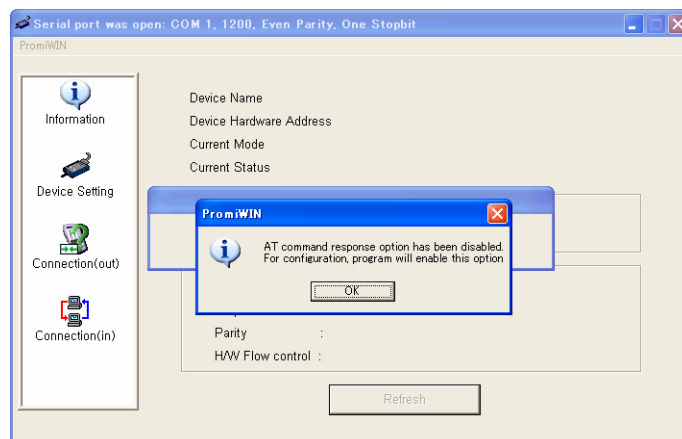 Serial port was open: COM 1, 1200, Even Parity, One Stopbit
PromiWIN
Information
Device Setting
Connection(out)
Connection(in)
Device Name
Device Hardware Address
Current Mode
Current Status
PromiWIN
AT command response option has been disabled.
For configuration, program will enable this option
OK
Parity :
H/W Flow control :
Refresh